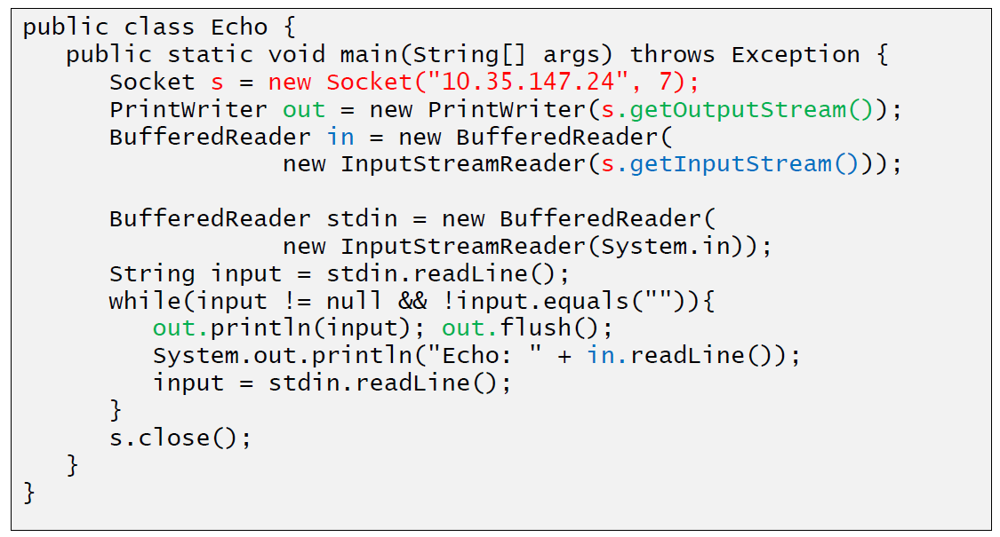 public class Echo {
   public static void main(String[] args) throws Exception {
      Socket s = new Socket("10.35.147.24", 7);
      PrintWriter out = new PrintWriter(s.getOutputStream());
      BufferedReader in = new BufferedReader(
                  new InputStreamReader(s.getInputStream()));

      BufferedReader stdin = new BufferedReader(
                  new InputStreamReader(System.in));
      String input = stdin.readLine();
      while(input != null && !input.equals("")){
         out.println(input); out.flush();
         System.out.println("Echo: " + in.readLine());
         input = stdin.readLine();
      }
      s.close();
   }
}